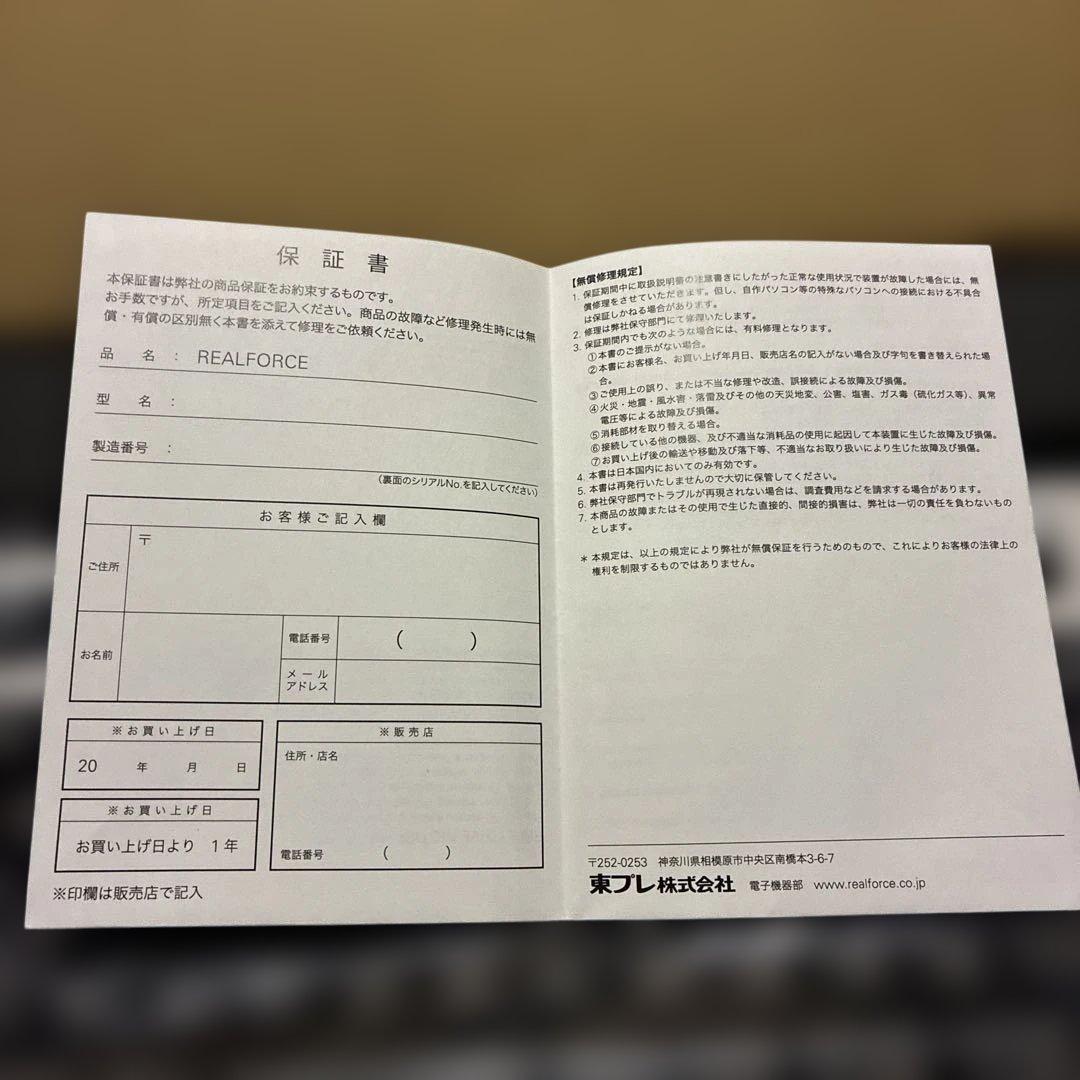 保証書
本保証書は弊社の商品保証をお約束するものです。
お手数ですが、所定項目をご記入ください。商品の故障など修理発生時には無
償・有償の区別無く本書を添えて修理をご依頼ください。
品 名 : REALFORCE
型 名 :
製造番号 :
(裏面のシリアルNo.を記入してください)
お客様ご記入欄
ご住所 〒
お名前
電話番号 ( )
メール
アドレス
※お買い上げ日
20 年 月 日
※お買い上げ日
お買い上げ日より 1年
※販売店
住所・店名
電話番号 ( )
※印欄は販売店で記入
【無償修理規定】
1. 保証期間中に取扱説明書の注意書きにしたがった正常な使用状況で装置が故障した場合には、無
償修理をさせていただきます。但し、自作パソコン等の特殊なパソコンへの接続における不具合
は保証しかねる場合があります。
2. 修理は弊社保守部門にて修理いたします。
3. 保証期間内でも次のような場合には、有料修理となります。
①本書のご提示がない場合。
②本書にお客様名、お買い上げ年月日、販売店名の記入がない場合及び字句を書き替えられた場
合。
③ご使用上の誤り、または不当な修理や改造、誤接続による故障及び損傷。
④火災・地震・風水害・落雷及びその他の天災地変、公害、塩害、ガス毒(硫化ガス等)、異常
電圧等による故障及び損傷。
⑤消耗部材を取り替える場合。
⑥接続している他の機器、及び不適当な消耗品の使用に起因して本装置に生じた故障及び損傷。
⑦お買い上げ後の輸送や移動及び落下等、不適当なお取り扱いにより生じた故障及び損傷。
4. 本書は日本国内においてのみ有効です。
5. 本書は再発行いたしませんので大切に保管してください。
6. 弊社保守部門でトラブルが再現されない場合は、調査費用などを請求する場合があります。
7. 本商品の故障またはその使用で生じた直接的、間接的損害は、弊社は一切の責任を負わないもの
とします。
＊ 本規定は、以上の規定により弊社が無償保証を行うためのもので、これによりお客様の法律上の
権利を制限するものではありません。
〒252-0253 神奈川県相模原市中央区南橋本3-6-7
東プレ株式会社 電子機器部 www.realforce.co.jp